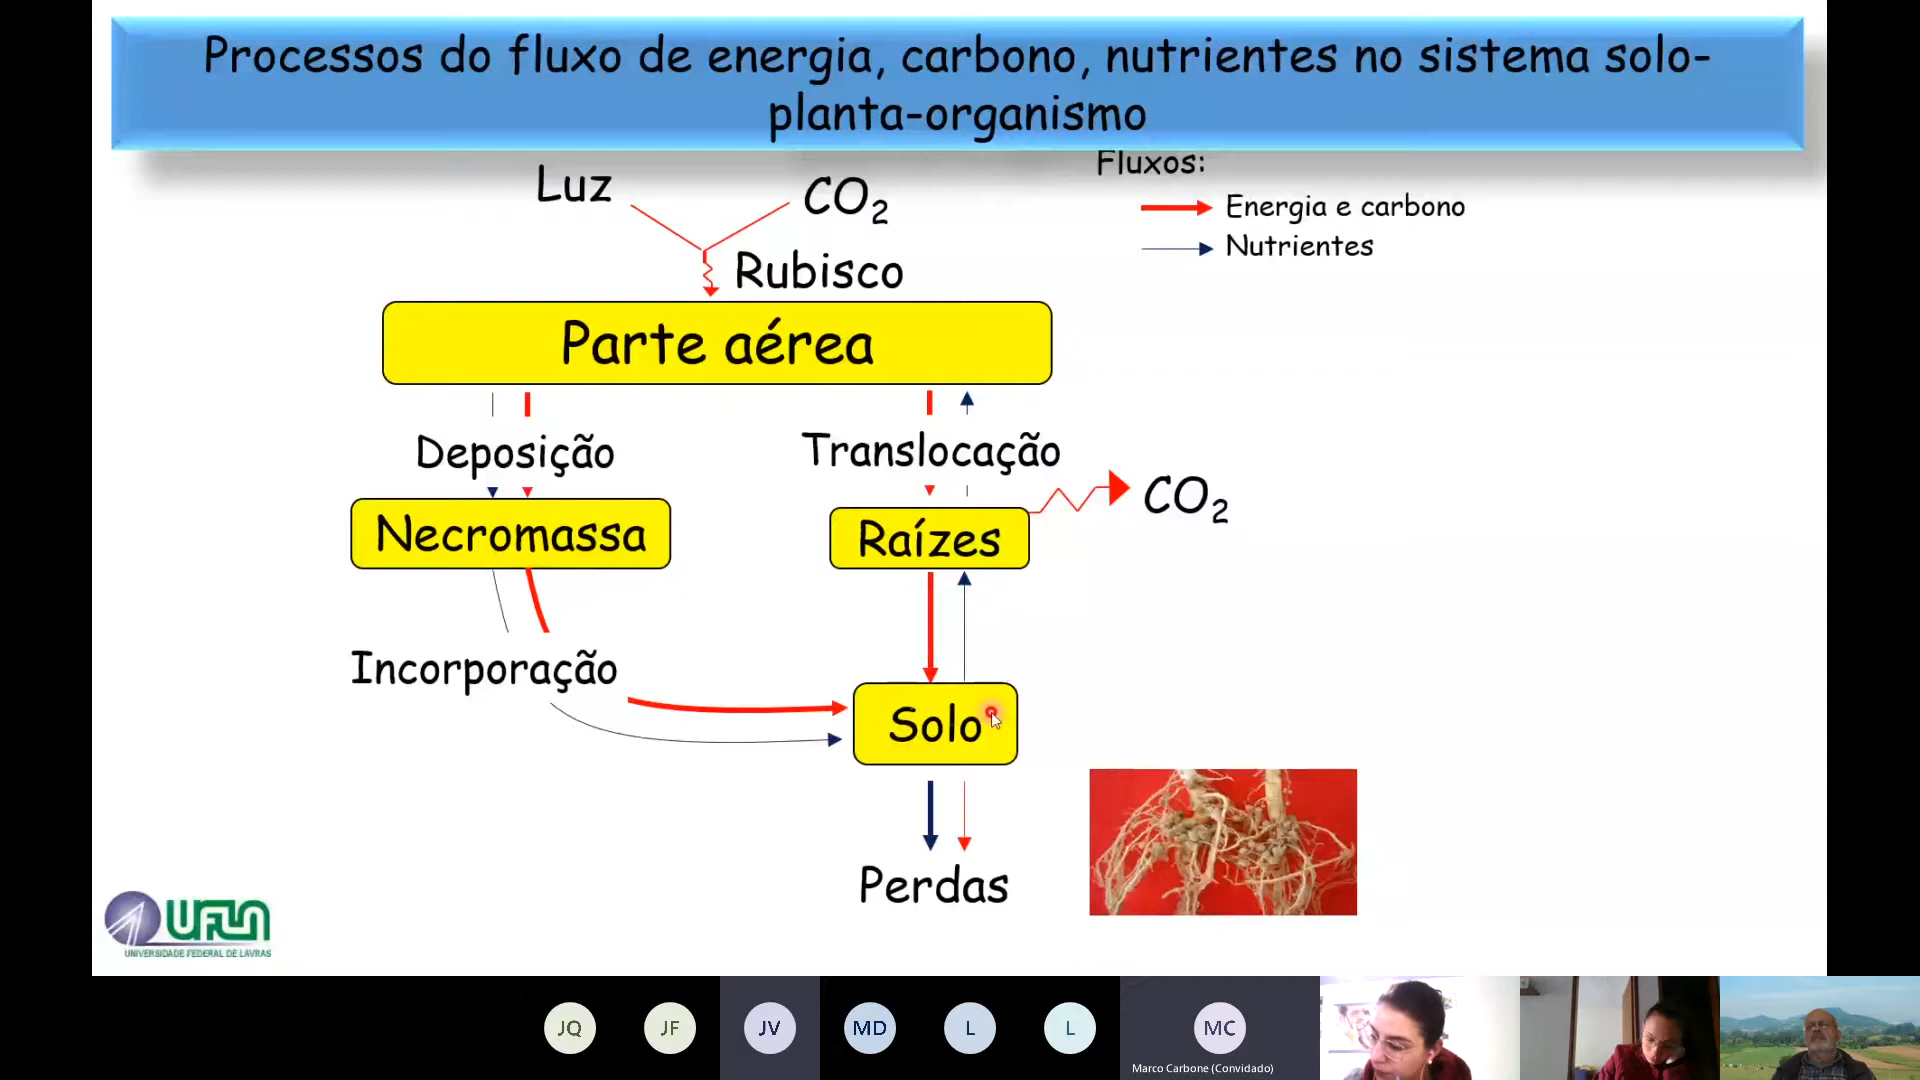 Processos do fluxo de energia, carbono, nutrientes no sistema solo-
planta-organismo
Fluxos:
Luz
CO2
Energia e carbono
Nutrientes
Rubisco
Parte aérea
Deposição
Translocação
CO2
Necromassa
Raízes
Incorporação
Solo
Perdas
UFLA
UNIVERSIDADE FEDERAL DE LAVRAS
JQ
JF
JV
MD
L
L
MC
Marco Carbone (Convidado)